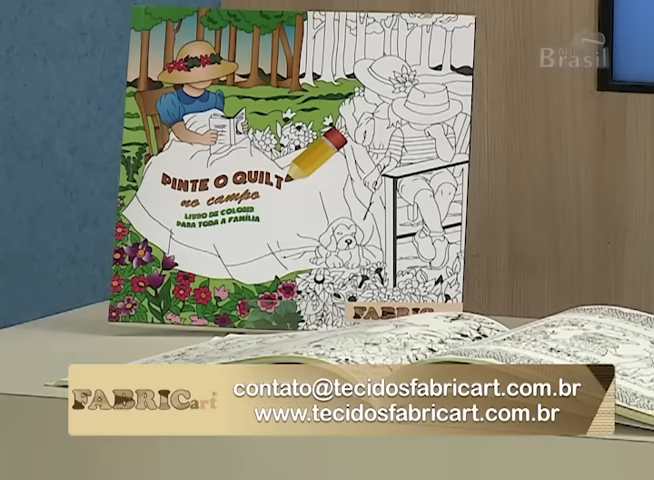 Brasil
PINTE O QUILT
no campo
LIVRO DE COLORIR
PARA TODA A FAMÍLIA
FABRIC
FABRICart
contato@tecidosfabricart.com.br
www.tecidosfabricart.com.br